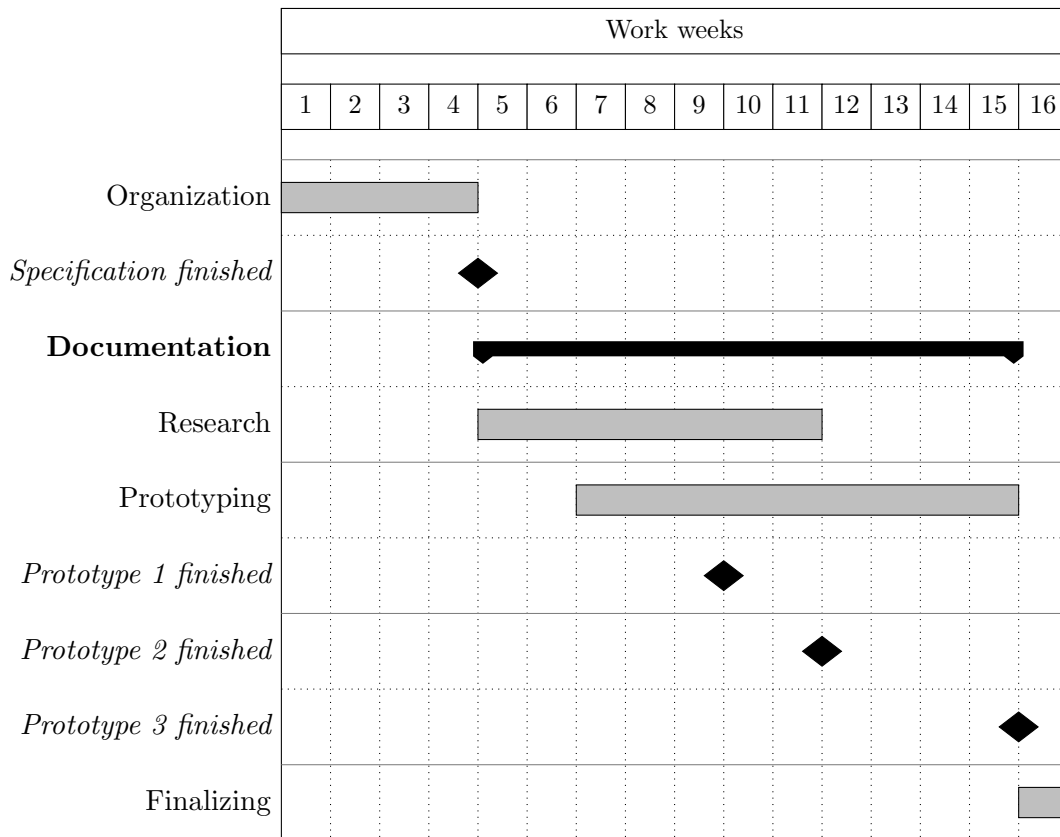 Work weeks
1 2 3 4 5 6 7 8 9 10 11 12 13 14 15 16
Organization
Specification finished
Documentation
Research
Prototyping
Prototype 1 finished
Prototype 2 finished
Prototype 3 finished
Finalizing